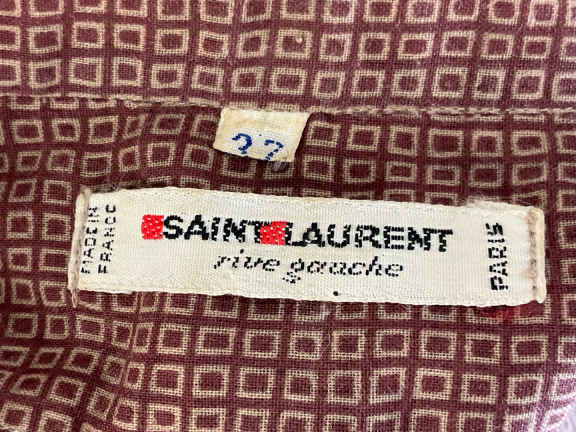 37
SAINT LAURENT
rive gauche
MADE IN
FRANCE
PARIS